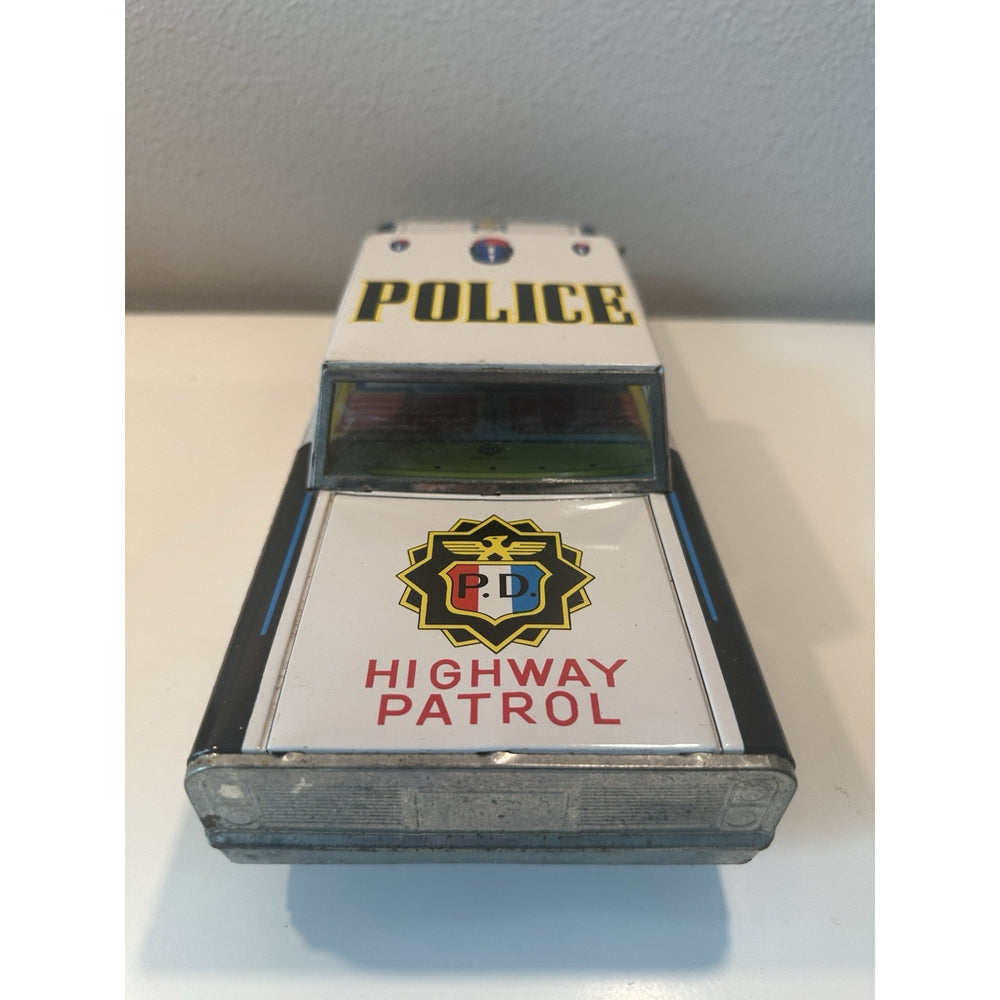 POLICE
P.D.
HIGHWAY
PATROL